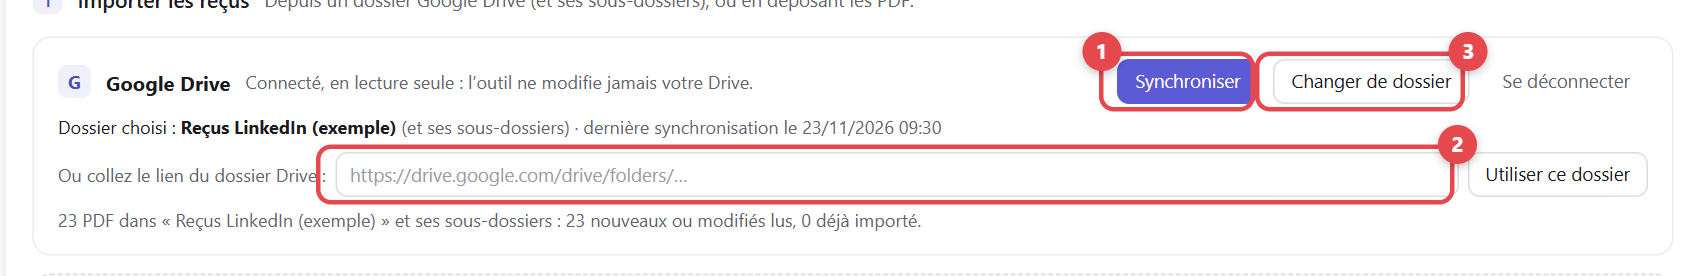 1 Importer les reçus Depuis un dossier Google Drive (et ses sous-dossiers), ou en déposant les PDF.
G Google Drive Connecté, en lecture seule : l'outil ne modifie jamais votre Drive. 1 Synchroniser 3 Changer de dossier Se déconnecter
Dossier choisi : Reçus LinkedIn (exemple) (et ses sous-dossiers) · dernière synchronisation le 23/11/2026 09:30
Ou collez le lien du dossier Drive : https://drive.google.com/drive/folders/... 2 Utiliser ce dossier
23 PDF dans « Reçus LinkedIn (exemple) » et ses sous-dossiers : 23 nouveaux ou modifiés lus, 0 déjà importé.